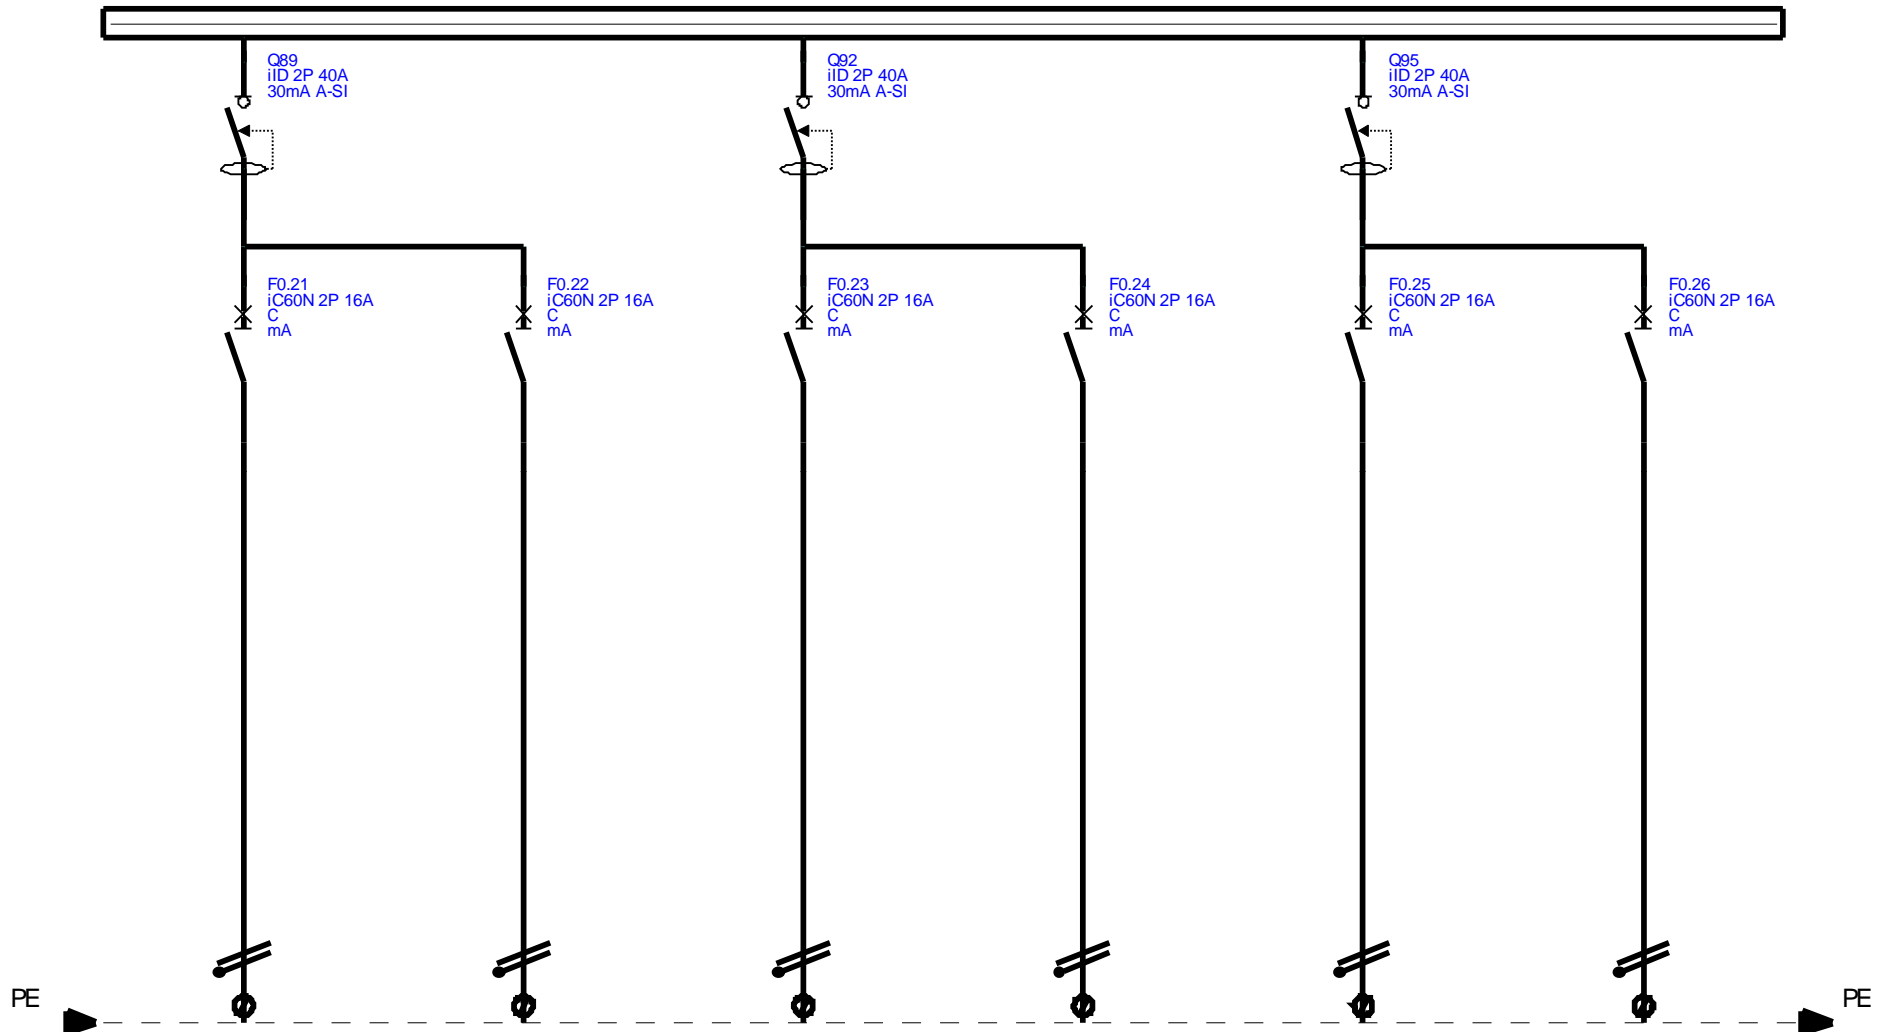 Q89
iID 2P 40A
30mA A-SI
Q92
iID 2P 40A
30mA A-SI
Q95
iID 2P 40A
30mA A-SI
F0.21
iC60N 2P 16A
C
mA
F0.22
iC60N 2P 16A
C
mA
F0.23
iC60N 2P 16A
C
mA
F0.24
iC60N 2P 16A
C
mA
F0.25
iC60N 2P 16A
C
mA
F0.26
iC60N 2P 16A
C
mA
PE
PE